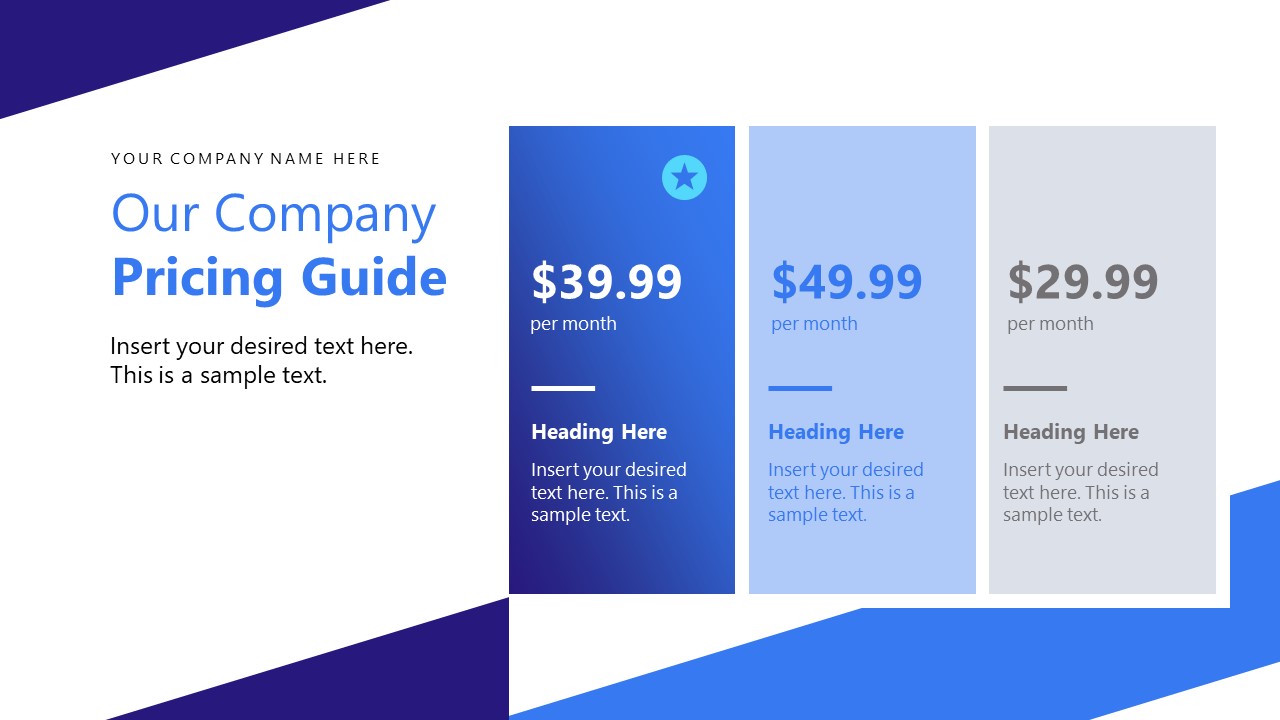 YOUR COMPANY NAME HERE
Our Company
Pricing Guide
Insert your desired text here.
This is a sample text.
$39.99
per month
Heading Here
Insert your desired
text here. This is a
sample text.
$49.99
per month
Heading Here
Insert your desired
text here. This is a
sample text.
$29.99
per month
Heading Here
Insert your desired
text here. This is a
sample text.